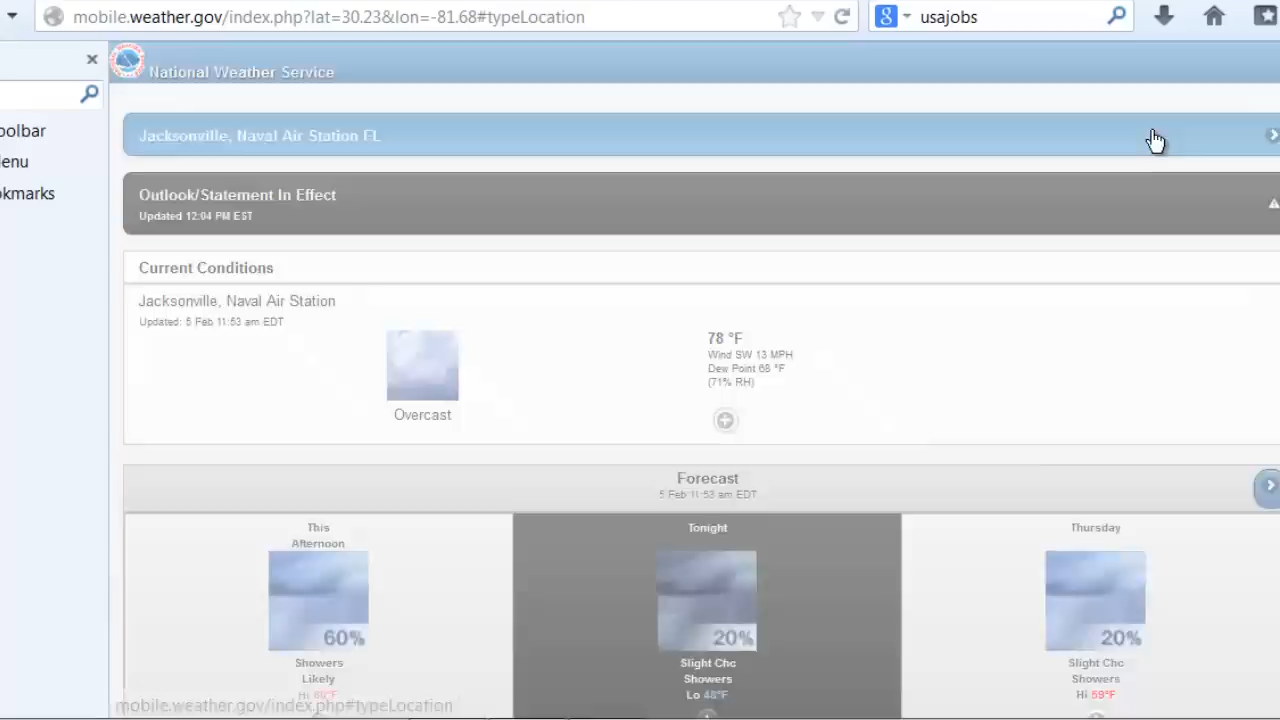 mobile.weather.gov/index.php?lat=30.23&lon=-81.68#typeLocation
usajobs
National Weather Service
oolbar
enu
okmarks
Jacksonville, Naval Air Station FL
Outlook/Statement In Effect
Updated 12:04 PM EST
Current Conditions
Jacksonville, Naval Air Station
Updated: 5 Feb 11:53 am EDT
Overcast
78 °F
Wind SW 13 MPH
Dew Point 68 °F
(71% RH)
Forecast
5 Feb 11:53 am EDT
This
Afternoon
60%
Showers
Likely
Hi 80°F
Tonight
20%
Slight Chc
Showers
Lo 48°F
Thursday
20%
Slight Chc
Showers
Hi 59°F
mobile.weather.gov/index.php#typeLocation